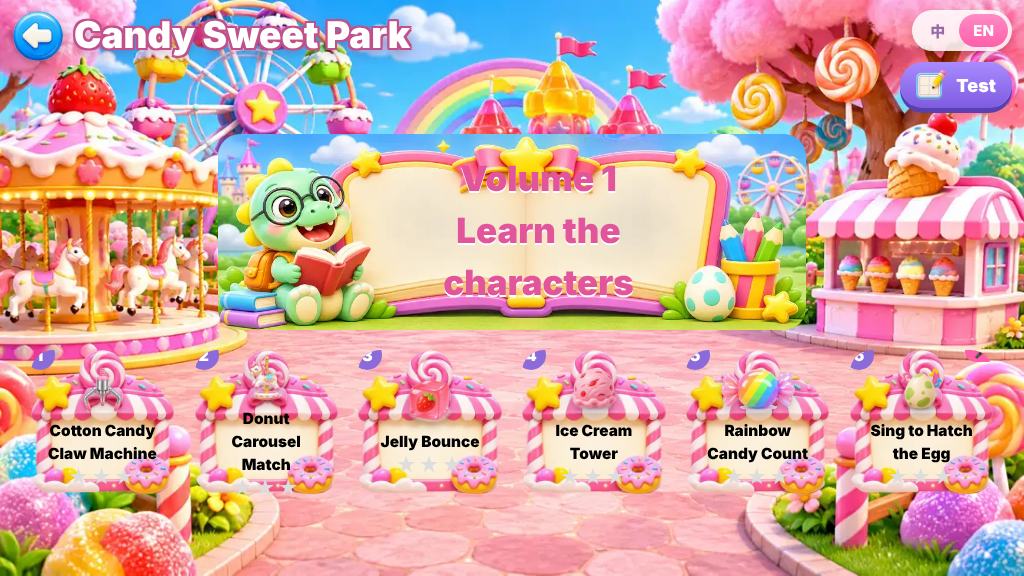 Candy Sweet Park
中 EN
Test
Volume 1
Learn the
characters
1 2 3 4 5 6
Cotton Candy
Claw Machine
Donut
Carousel
Match
Jelly Bounce
Ice Cream
Tower
Rainbow
Candy Count
Sing to Hatch
the Egg